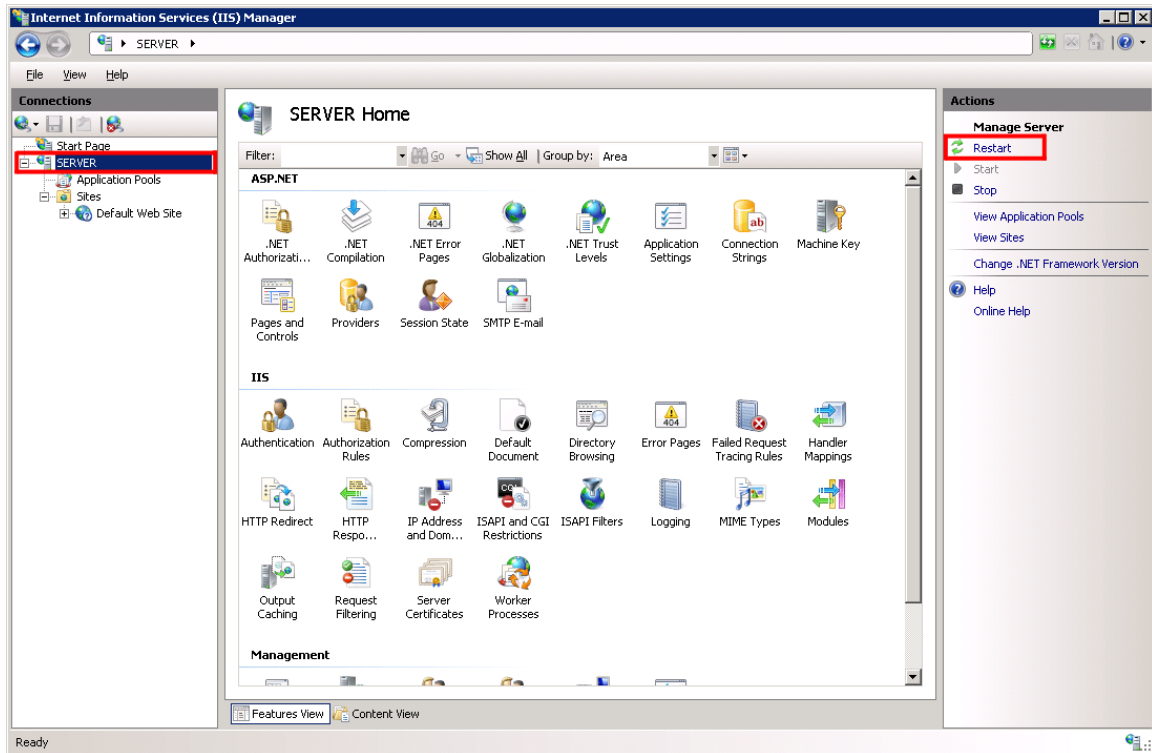 Internet Information Services (IIS) Manager
SERVER
File View Help
Connections
Start Page
SERVER
Application Pools
Sites
Default Web Site
SERVER Home
Filter: Go Show All Group by: Area
ASP.NET
.NET Authorizati...
.NET Compilation
.NET Error Pages
.NET Globalization
.NET Trust Levels
Application Settings
Connection Strings
Machine Key
Pages and Controls
Providers
Session State
SMTP E-mail
IIS
Authentication
Authorization Rules
Compression
Default Document
Directory Browsing
Error Pages
Failed Request Tracing Rules
Handler Mappings
HTTP Redirect
HTTP Respo...
IP Address and Dom...
ISAPI and CGI Restrictions
ISAPI Filters
Logging
MIME Types
Modules
Output Caching
Request Filtering
Server Certificates
Worker Processes
Management
Features View Content View
Actions
Manage Server
Restart
Start
Stop
View Application Pools
View Sites
Change .NET Framework Version
Help
Online Help
Ready